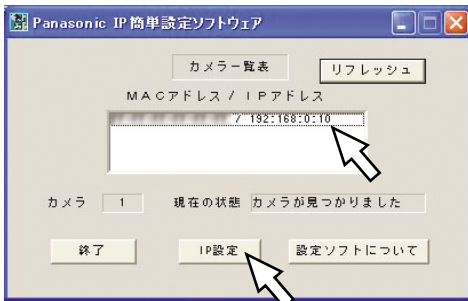 Panasonic IP簡単設定ソフトウェア
カメラ一覧表
リフレッシュ
MACアドレス / IPアドレス
/ 192:168:0:10
カメラ 1 現在の状態 カメラが見つかりました
終了 IP設定 設定ソフトについて